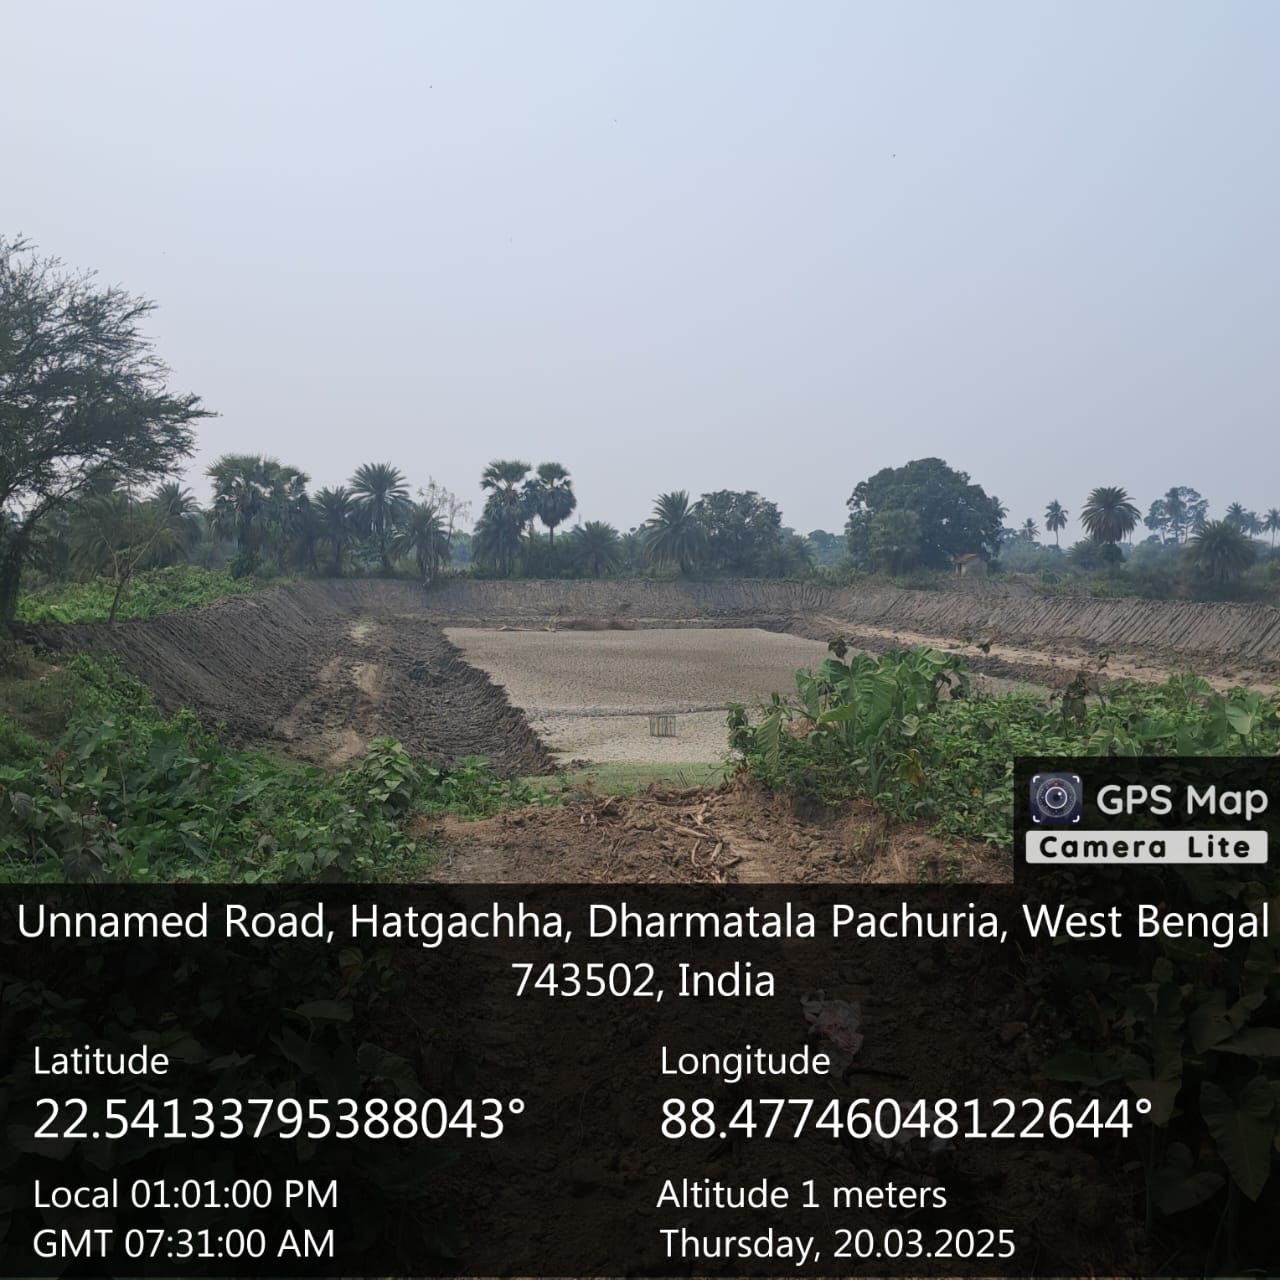 GPS Map
Camera Lite
Unnamed Road, Hatgachha, Dharmatala Pachuria, West Bengal
743502, India
Latitude
22.54133795388043°
Longitude
88.47746048122644°
Local 01:01:00 PM
GMT 07:31:00 AM
Altitude 1 meters
Thursday, 20.03.2025